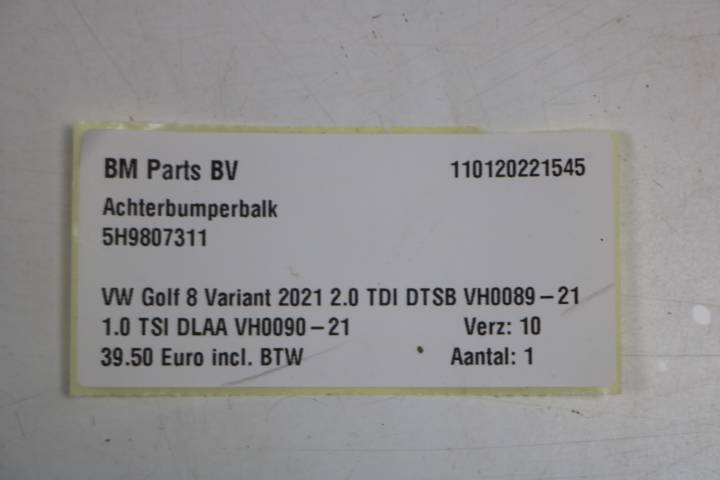 BM Parts BV 110120221545
Achterbumperbalk
5H9807311
VW Golf 8 Variant 2021 2.0 TDI DTSB VH0089-21
1.0 TSI DLAA VH0090-21 Verz: 10
39.50 Euro incl. BTW Aantal: 1